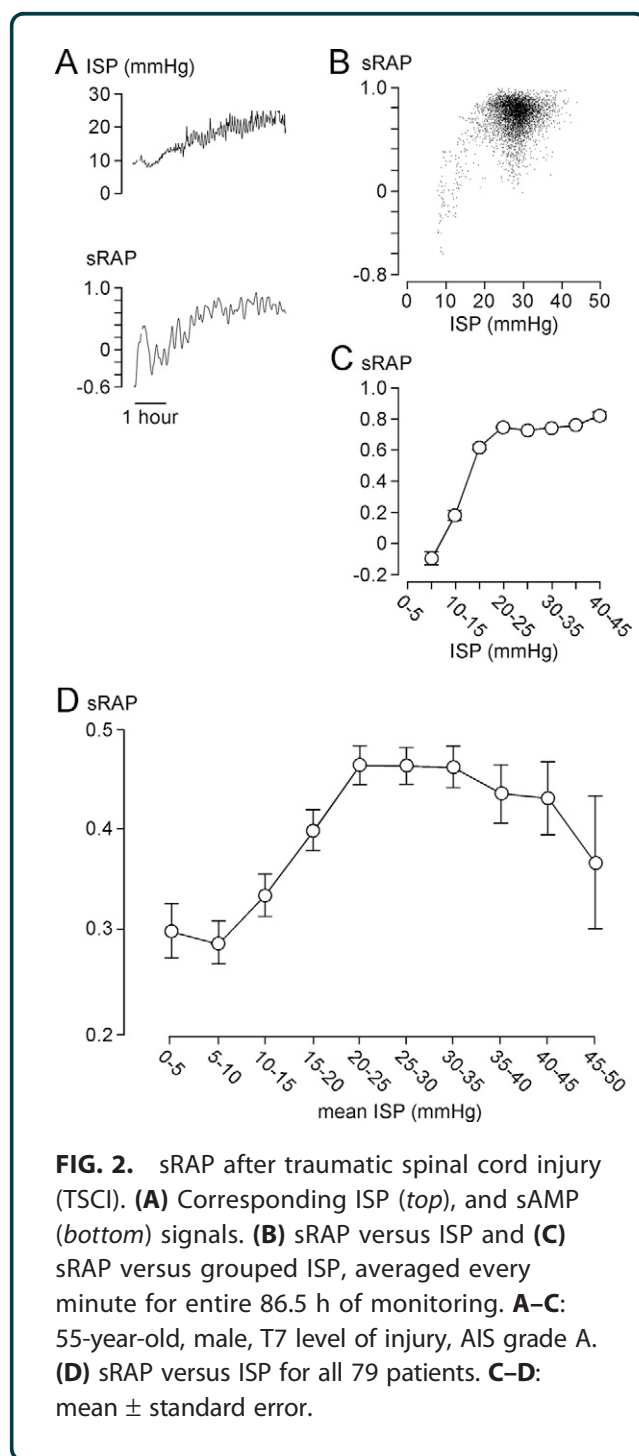 A ISP (mmHg)
30
20
10
0
sRAP
1.0
0
-0.6
1 hour
B sRAP
1.0
0
-0.8
0 10 20 30 40 50
ISP (mmHg)
C sRAP
1.0
0.8
0.6
0.4
0.2
0
-0.2
0-5 10-15 20-25 30-35 40-45
ISP (mmHg)
D sRAP
0.5
0.4
0.3
0.2
0-5 5-10 10-15 15-20 20-25 25-30 30-35 35-40 40-45 45-50
mean ISP (mmHg)
FIG. 2. sRAP after traumatic spinal cord injury
(TSCI). (A) Corresponding ISP (top), and sAMP
(bottom) signals. (B) sRAP versus ISP and (C)
sRAP versus grouped ISP, averaged every
minute for entire 86.5 h of monitoring. A–C:
55-year-old, male, T7 level of injury, AIS grade A.
(D) sRAP versus ISP for all 79 patients. C–D:
mean ± standard error.